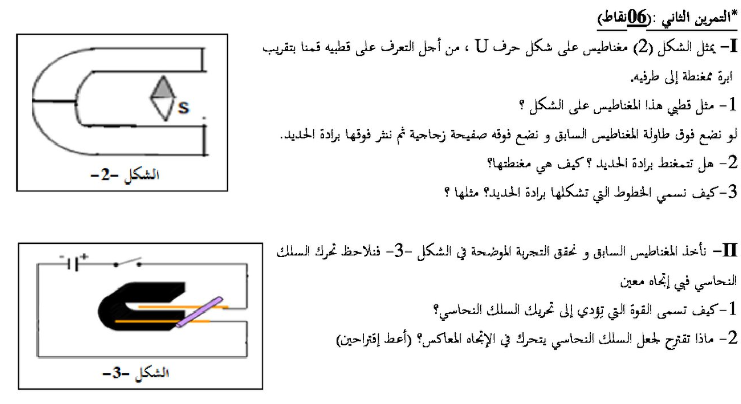 *التمرين الثاني :(06نقاط)
I- يمثل الشكل (2) مغناطيس على شكل حرف U ، من أجل التعرف على قطبيه قمنا بتقريب
ابرة ممغنطة إلى طرفيه.
1- مثل قطبي هذا المغناطيس على الشكل ؟
لو نضع فوق طاولة المغناطيس السابق و نضع فوقه صفيحة زجاجية ثم ننثر فوقها برادة الحديد.
2- هل تتمغنط برادة الحديد ؟ كيف هي مغنطتها؟
3-كيف نسمي الخطوط التي تشكلها برادة الحديد؟ مثلها ؟
S
الشكل -2-
II- نأخذ المغناطيس السابق و نحقق التجربة الموضحة في الشكل -3- فنلاحظ تحرك السلك
النحاسي في إتجاه معين
1-كيف تسمى القوة التي تؤدي إلى تحريك السلك النحاسي؟
2- ماذا تقترح لجعل السلك النحاسي يتحرك في الإتجاه المعاكس؟ (أعط إقتراحين)
- +
الشكل -3-